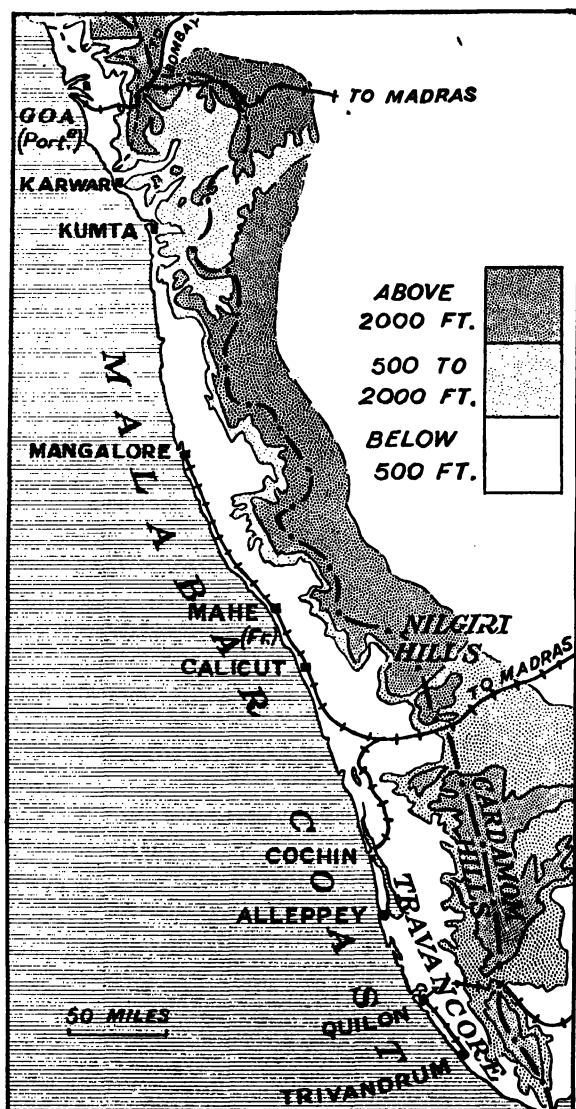 BOMBAY
TO MADRAS
GOA
(Port.)
KARWAR
KUMTA
ABOVE
2000 FT.
500 TO
2000 FT.
BELOW
500 FT.
MALABAR
COAST
MANGALORE
MAHE
(Fr.)
CALICUT
NILGIRI
HILLS
TO MADRAS
CARDAMOM
HILLS
COCHIN
ALLEPPEY
TRAVANCORE
50 MILES
QUILON
TRIVANDRUM